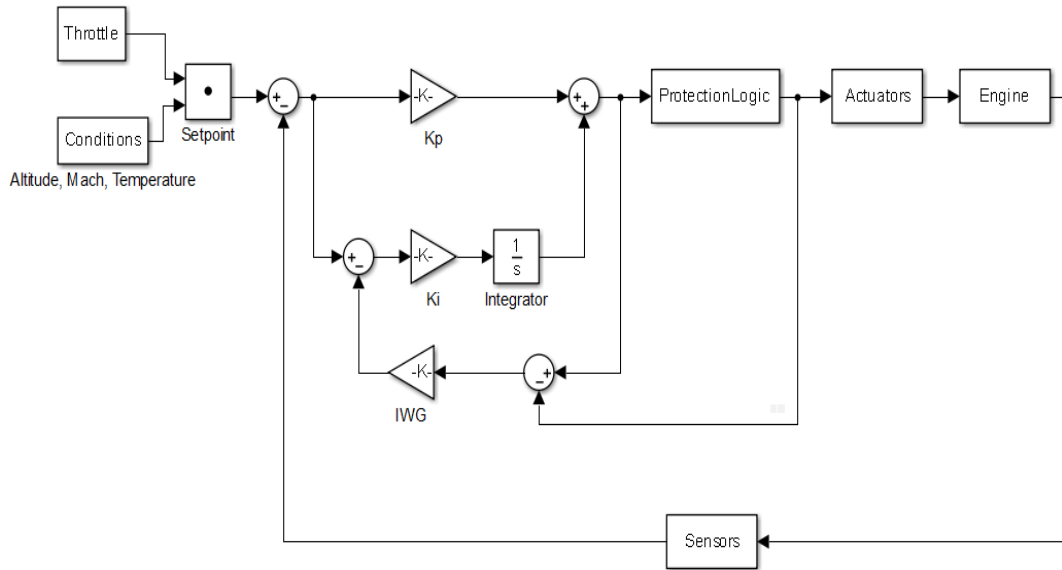 Throttle
Conditions
Altitude, Mach, Temperature
Setpoint
+
−
-K-
Kp
+
+
ProtectionLogic
Actuators
Engine
+
−
-K-
Ki
1
s
Integrator
-K-
IWG
− +
Sensors